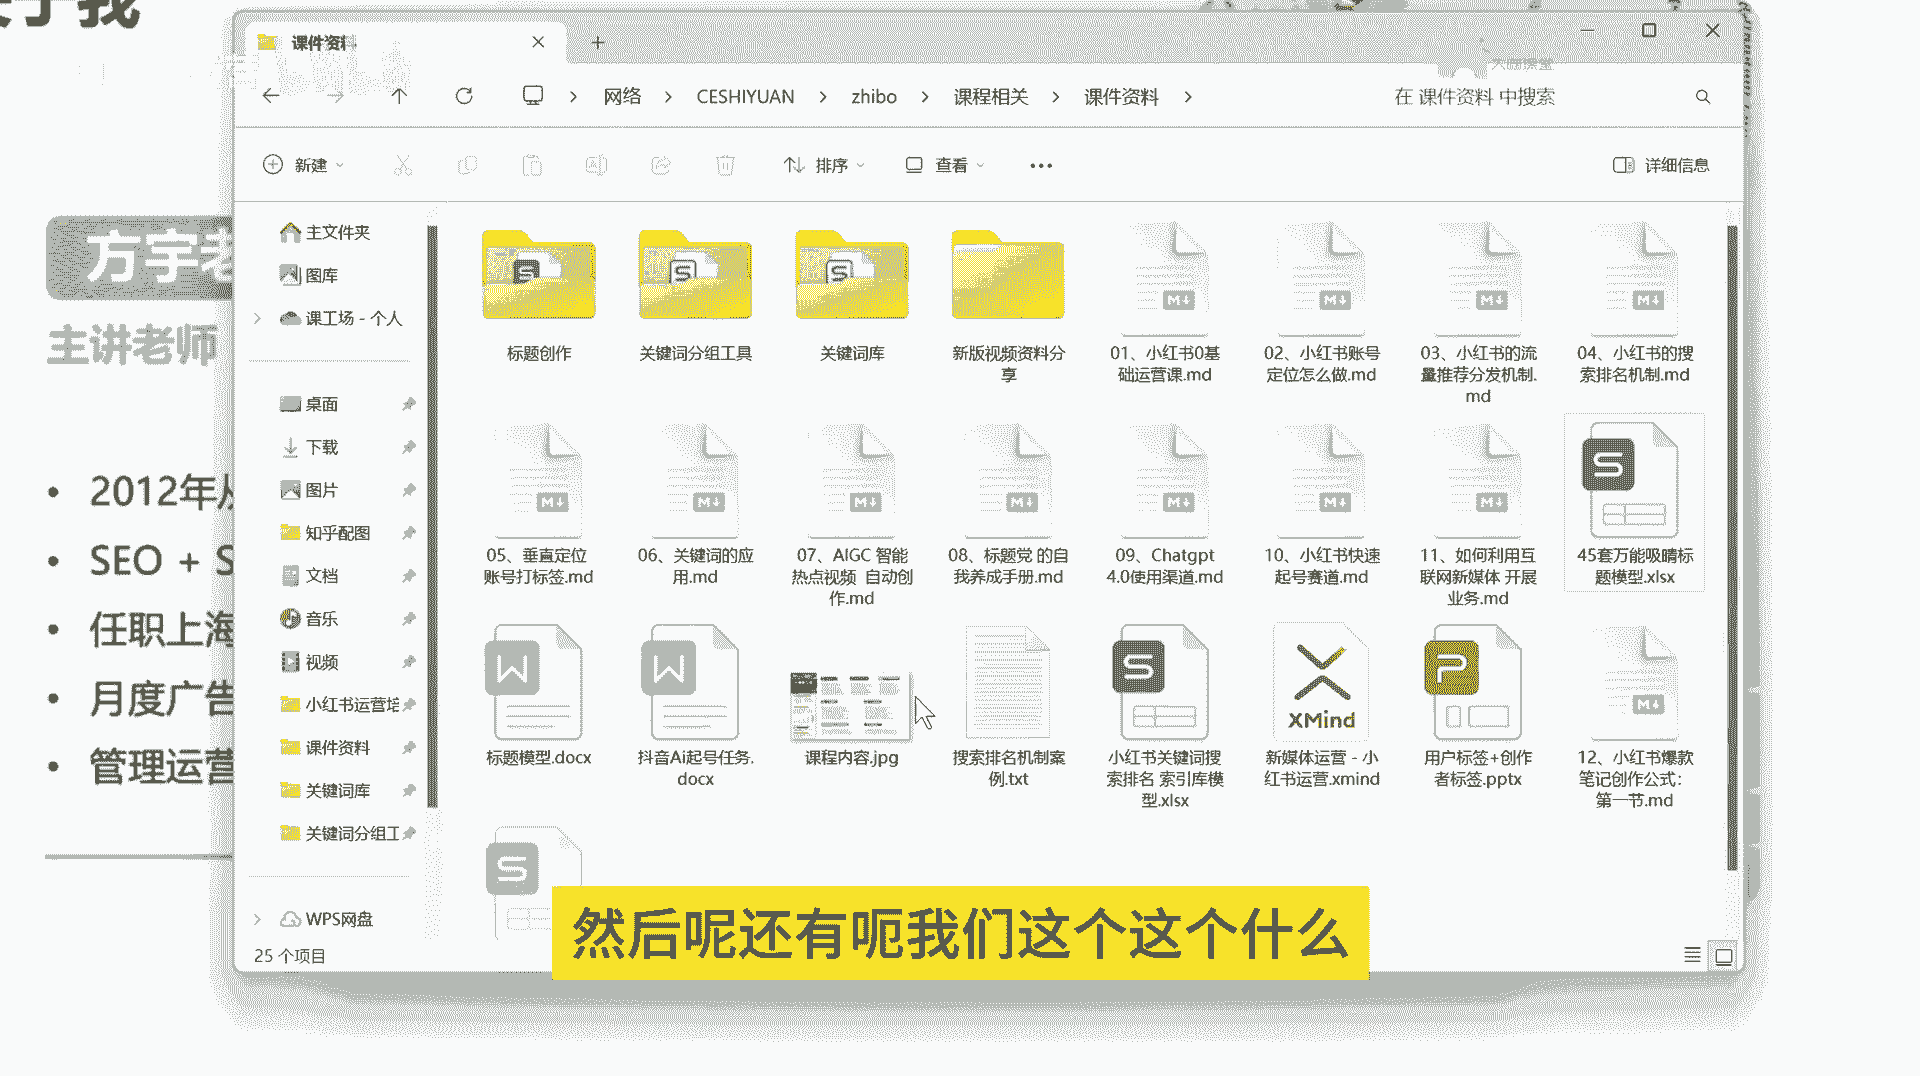 课件资料
网络 > CESHIYUAN > zhibo > 课程相关 > 课件资料 >
在 课件资料 中搜索
新建
排序
查看
详细信息
方宇老
主讲老师
2012年从
SEO + S
任职上海
月度广告
管理运营
主文件夹
图库
课工场 - 个人
桌面
下载
图片
知乎配图
文档
音乐
视频
小红书运营培
课件资料
关键词库
关键词分组工
WPS网盘
25 个项目
标题创作
关键词分组工具
关键词库
新版视频资料分
享
01、小红书0基
础运营课.md
02、小红书账号
定位怎么做.md
03、小红书的流
量推荐分发机制.
md
04、小红书的搜
索排名机制.md
05、垂直定位
账号打标签.md
06、关键词的应
用.md
07、AIGC 智能
热点视频 自动创
作.md
08、标题党 的自
我养成手册.md
09、Chatgpt
4.0使用渠道.md
10、小红书快速
起号赛道.md
11、如何利用互
联网新媒体 开展
业务.md
45套万能吸睛标
题模型.xlsx
标题模型.docx
抖音Ai起号任务.
docx
课程内容.jpg
搜索排名机制案
例.txt
小红书关键词搜
索排名 索引库模
型.xlsx
XMind
新媒体运营 - 小
红书运营.xmind
用户标签+创作
者标签.pptx
12、小红书爆款
笔记创作公式：
第一节.md
然后呢还有呃我们这个这个什么